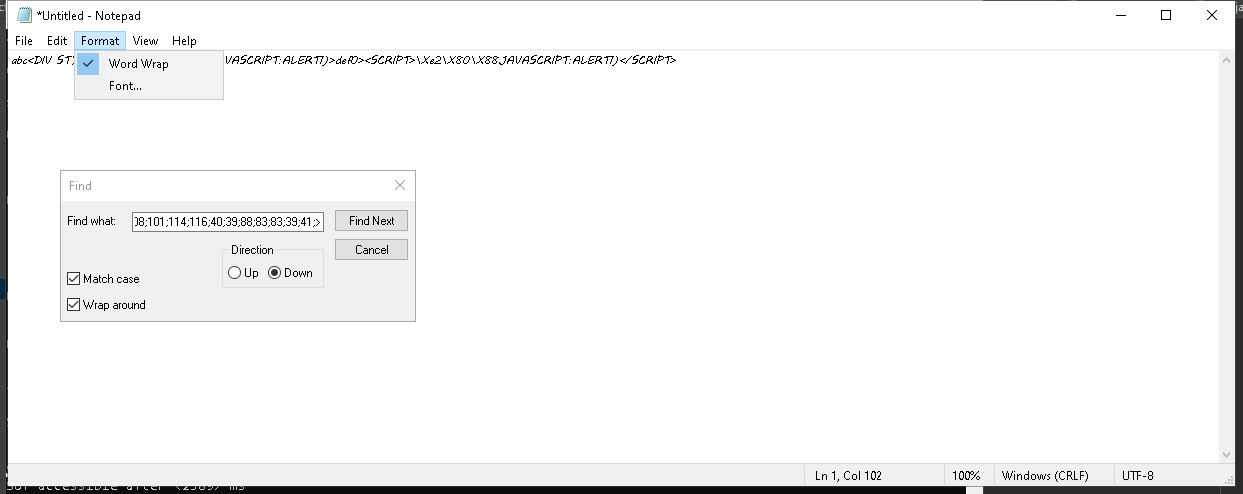 *Untitled - Notepad
File Edit Format View Help
abc<DIV ST VASCRIPT:ALERT1)>def0><SCRIPT>\Xe2\X80\X88JAVASCRIPT:ALERT1)</SCRIPT>
Word Wrap
Font...
Find
Find what: )8;101;114;116;40;39;88;83;83;39;41;> Find Next
Direction Cancel
Up Down
Match case
Wrap around
Ln 1, Col 102 100% Windows (CRLF) UTF-8